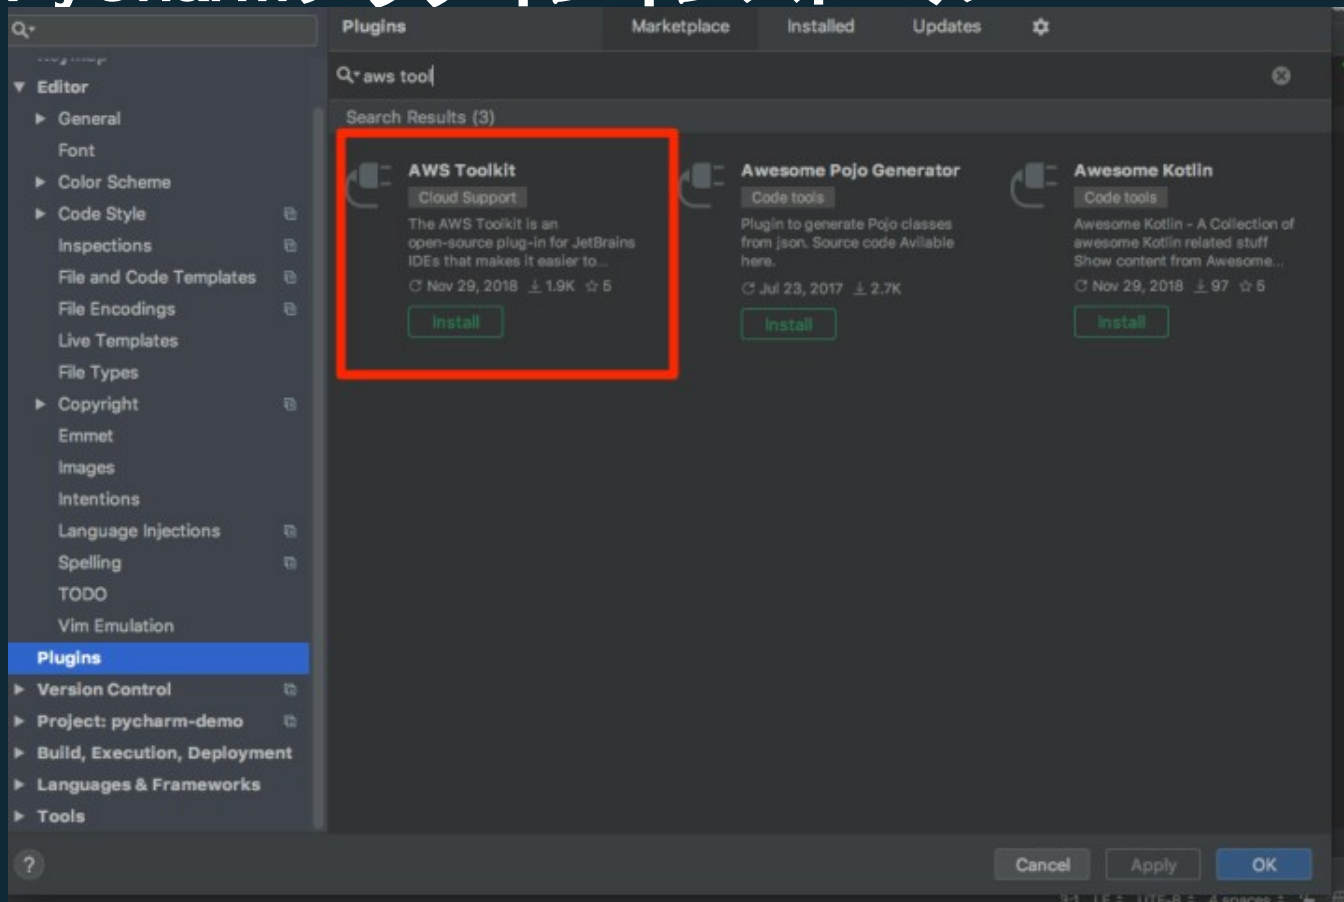 Plugins
Marketplace
Installed
Updates
aws tool
Search Results (3)
Editor
General
Font
Color Scheme
Code Style
Inspections
File and Code Templates
File Encodings
Live Templates
File Types
Copyright
Emmet
Images
Intentions
Language Injections
Spelling
TODO
Vim Emulation
Plugins
Version Control
Project: pycharm-demo
Build, Execution, Deployment
Languages & Frameworks
Tools
AWS Toolkit
Cloud Support
The AWS Toolkit is an
open-source plug-in for JetBrains
IDEs that makes it easier to...
Nov 29, 2018 1.9K 5
Install
Awesome Pojo Generator
Code tools
Plugin to generate Pojo classes
from json. Source code Avilable
here.
Jul 23, 2017 2.7K
Install
Awesome Kotlin
Code tools
Awesome Kotlin - A Collection of
awesome Kotlin related stuff
Show content from Awesome...
Nov 29, 2018 97 5
Install
?
Cancel
Apply
OK